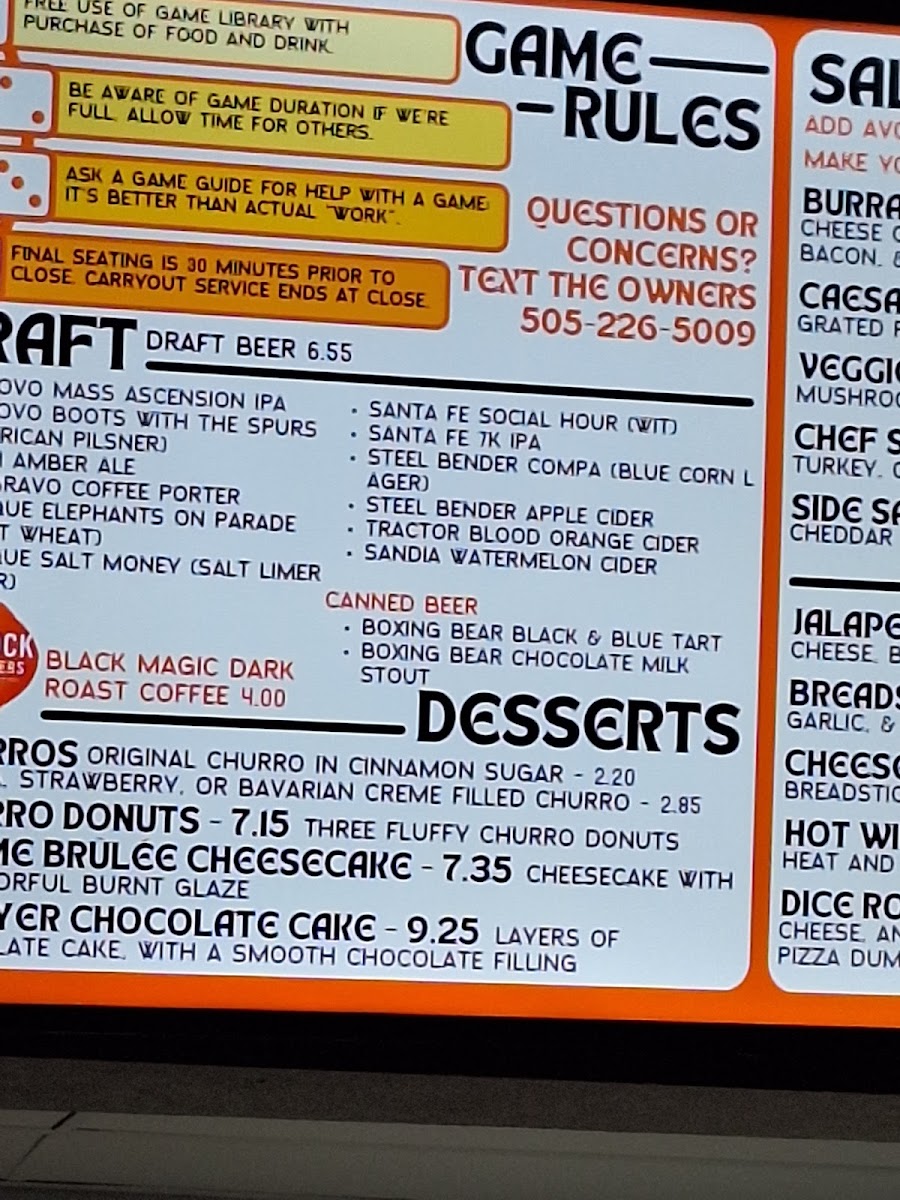 FREE USE OF GAME LIBRARY WITH
PURCHASE OF FOOD AND DRINK.
BE AWARE OF GAME DURATION IF WE'RE
FULL, ALLOW TIME FOR OTHERS.
ASK A GAME GUIDE FOR HELP WITH A GAME;
IT'S BETTER THAN ACTUAL "WORK".
FINAL SEATING IS 30 MINUTES PRIOR TO
CLOSE. CARRYOUT SERVICE ENDS AT CLOSE.
GAME
RULES
QUESTIONS OR
CONCERNS?
TEXT THE OWNERS
505-226-5009
RAFT DRAFT BEER 6.55
OVO MASS ASCENSION IPA
OVO BOOTS WITH THE SPURS
RICAN PILSNER)
AMBER ALE
BRAVO COFFEE PORTER
QUE ELEPHANTS ON PARADE
T WHEAT)
QUE SALT MONEY (SALT LIMER
R)
• SANTA FE SOCIAL HOUR (WIT)
• SANTA FE 7K IPA
• STEEL BENDER COMPA (BLUE CORN L
AGER)
• STEEL BENDER APPLE CIDER
• TRACTOR BLOOD ORANGE CIDER
• SANDIA WATERMELON CIDER
CANNED BEER
• BOXING BEAR BLACK & BLUE TART
• BOXING BEAR CHOCOLATE MILK
STOUT
OCK
ERS
BLACK MAGIC DARK
ROAST COFFEE 4.00
DESSERTS
RROS ORIGINAL CHURRO IN CINNAMON SUGAR - 2.20
STRAWBERRY, OR BAVARIAN CREME FILLED CHURRO - 2.85
RRO DONUTS - 7.15 THREE FLUFFY CHURRO DONUTS
ME BRÛLÉE CHEESECAKE - 7.35 CHEESECAKE WITH
ORFUL BURNT GLAZE
YER CHOCOLATE CAKE - 9.25 LAYERS OF
LATE CAKE, WITH A SMOOTH CHOCOLATE FILLING
SAL
ADD AVO
MAKE YO
BURRA
CHEESE
BACON, &
CAESA
GRATED
VEGGI
MUSHROO
CHEF S
TURKEY,
SIDE SA
CHEDDAR
JALAPE
CHEESE, B
BREADS
GARLIC, &
CHEES
BREADSTIC
HOT WI
HEAT AND
DICE RO
CHEESE, AN
PIZZA DUM